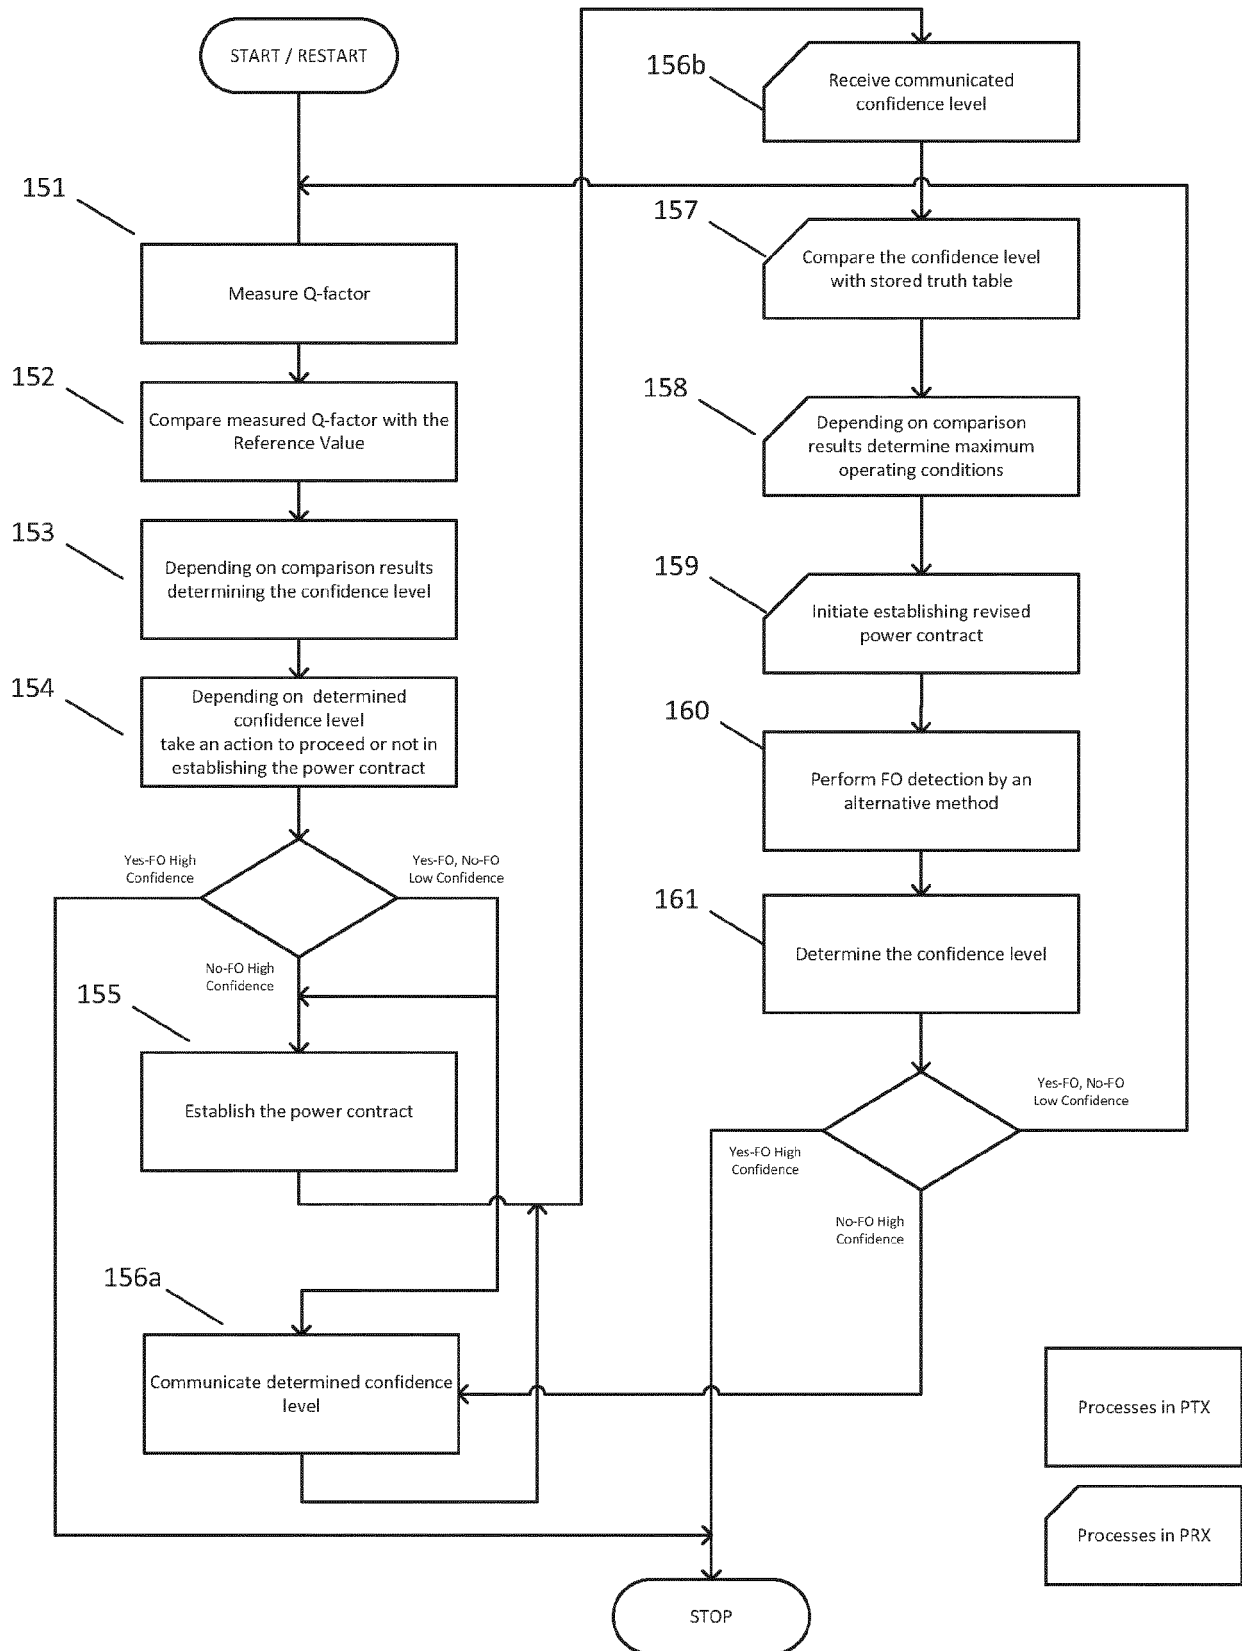 START / RESTART
151
Measure Q-factor
152
Compare measured Q-factor with the
Reference Value
153
Depending on comparison results
determining the confidence level
154
Depending on determined
confidence level
take an action to proceed or not in
establishing the power contract
Yes-FO High
Confidence
Yes-FO, No-FO
Low Confidence
No-FO High
Confidence
155
Establish the power contract
156a
Communicate determined confidence
level
156b
Receive communicated
confidence level
157
Compare the confidence level
with stored truth table
158
Depending on comparison
results determine maximum
operating conditions
159
Initiate establishing revised
power contract
160
Perform FO detection by an
alternative method
161
Determine the confidence level
Yes-FO, No-FO
Low Confidence
Yes-FO High
Confidence
No-FO High
Confidence
Processes in PTX
Processes in PRX
STOP